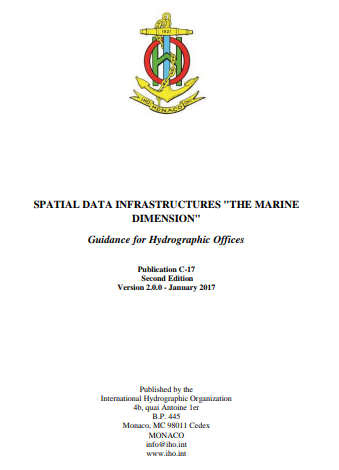 1921
IHO MONACO OHI
SPATIAL DATA INFRASTRUCTURES "THE MARINE
DIMENSION"
Guidance for Hydrographic Offices
Publication C-17
Second Edition
Version 2.0.0 - January 2017
Published by the
International Hydrographic Organization
4b, quai Antoine 1er
B.P. 445
Monaco, MC 98011 Cedex
MONACO
info@iho.int
www.iho.int